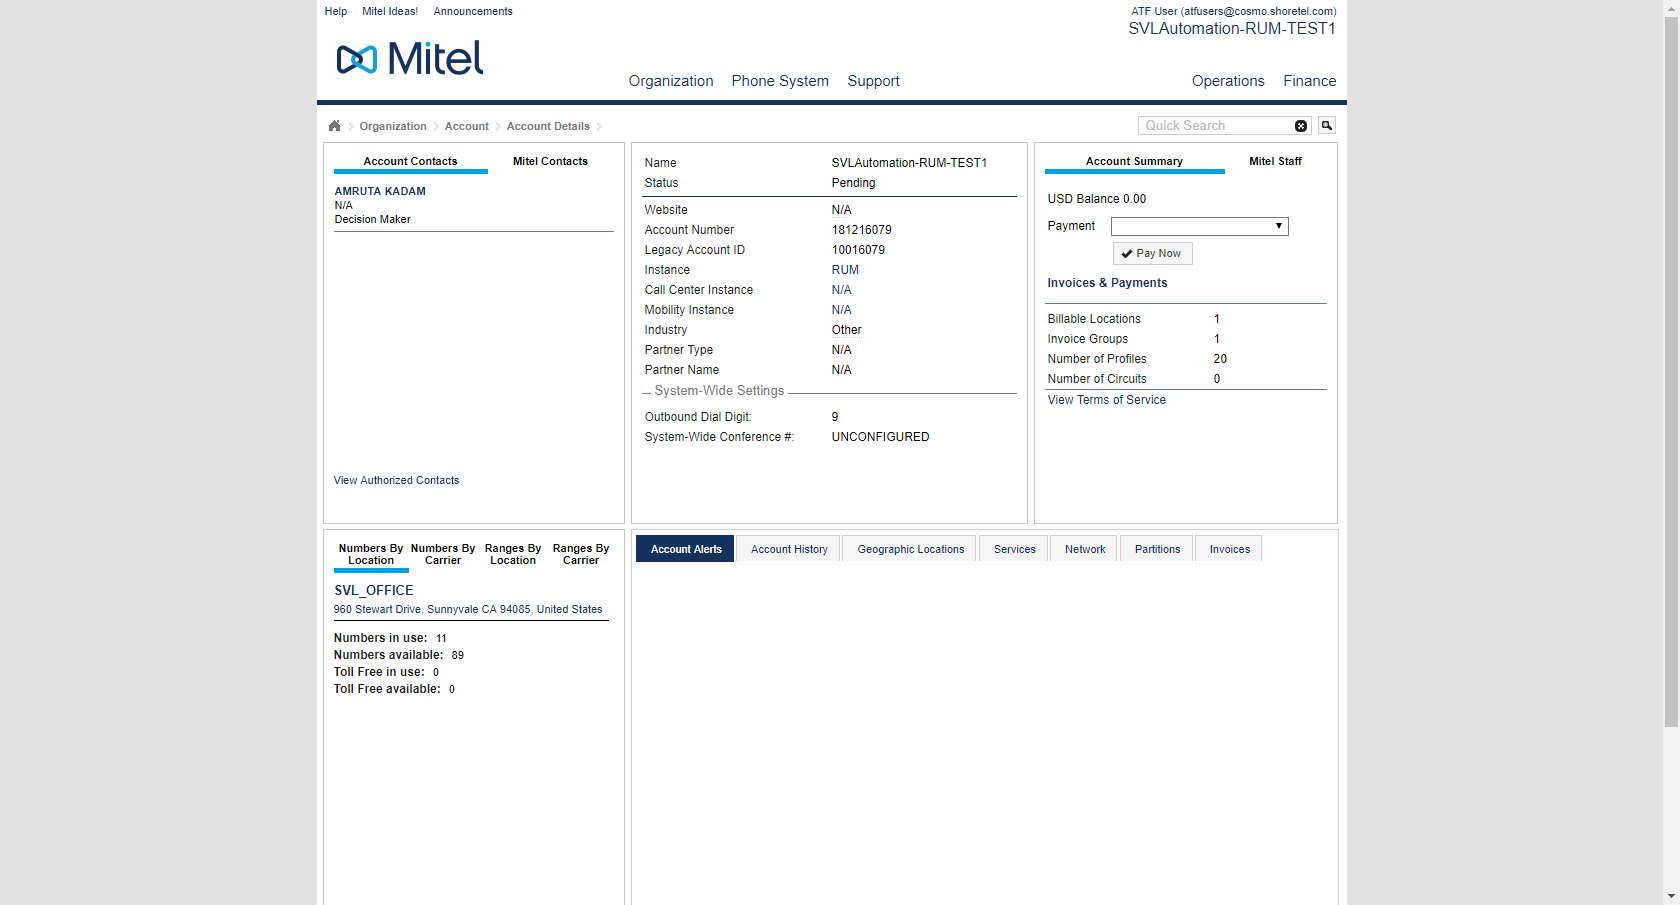 Help Mitel Ideas! Announcements
ATF User (atfusers@cosmo.shoretel.com)
SVLAutomation-RUM-TEST1
Mitel
Organization Phone System Support Operations Finance
Organization Account Account Details
Quick Search
Account Contacts Mitel Contacts
AMRUTA KADAM
N/A
Decision Maker
View Authorized Contacts
Name SVLAutomation-RUM-TEST1
Status Pending
Website N/A
Account Number 181216079
Legacy Account ID 10016079
Instance RUM
Call Center Instance N/A
Mobility Instance N/A
Industry Other
Partner Type N/A
Partner Name N/A
System-Wide Settings
Outbound Dial Digit: 9
System-Wide Conference #: UNCONFIGURED
Account Summary Mitel Staff
USD Balance 0.00
Payment
Pay Now
Invoices & Payments
Billable Locations 1
Invoice Groups 1
Number of Profiles 20
Number of Circuits 0
View Terms of Service
Numbers By Location Numbers By Carrier Ranges By Location Ranges By Carrier
SVL_OFFICE
960 Stewart Drive, Sunnyvale CA 94085, United States
Numbers in use: 11
Numbers available: 89
Toll Free in use: 0
Toll Free available: 0
Account Alerts Account History Geographic Locations Services Network Partitions Invoices